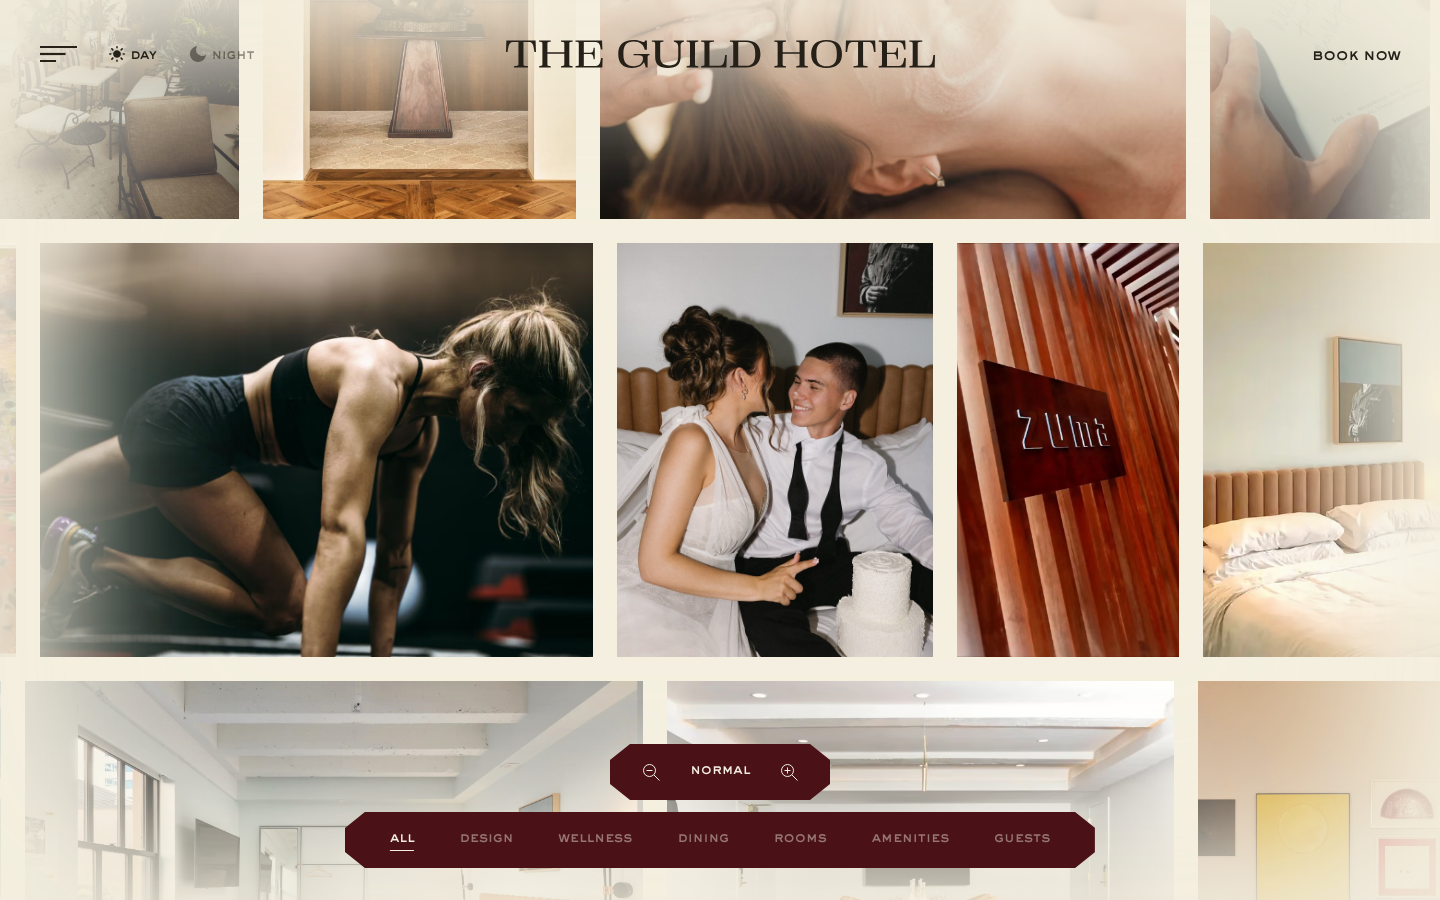 DAY
NIGHT
THE GUILD HOTEL
BOOK NOW
zuma
NORMAL
ALL
DESIGN
WELLNESS
DINING
ROOMS
AMENITIES
GUESTS